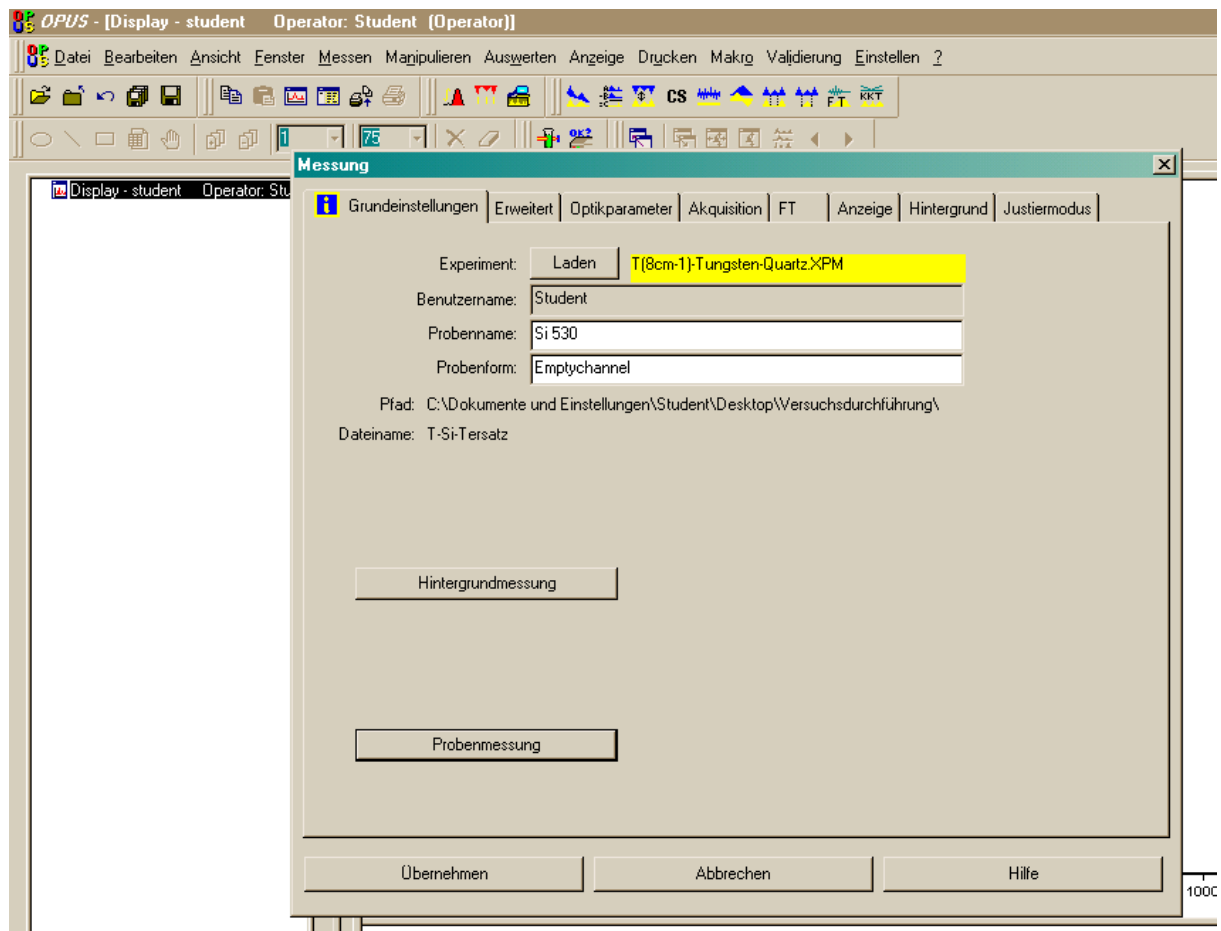 OPUS - [Display - student Operator: Student (Operator)]
Datei Bearbeiten Ansicht Fenster Messen Manipulieren Auswerten Anzeige Drucken Makro Validierung Einstellen ?
CS
FT
KKT
1
75
OK?
Display - student Operator: Stu
Messung
Grundeinstellungen Erweitert Optikparameter Akquisition FT Anzeige Hintergrund Justiermodus
Experiment: Laden T(8cm-1)-Tungsten-Quartz.XPM
Benutzername: Student
Probenname: Si 530
Probenform: Emptychannel
Pfad: C:\Dokumente und Einstellungen\Student\Desktop\Versuchsdurchführung\
Dateiname: T-Si-Tersatz
Hintergrundmessung
Probenmessung
Übernehmen Abbrechen Hilfe
1000